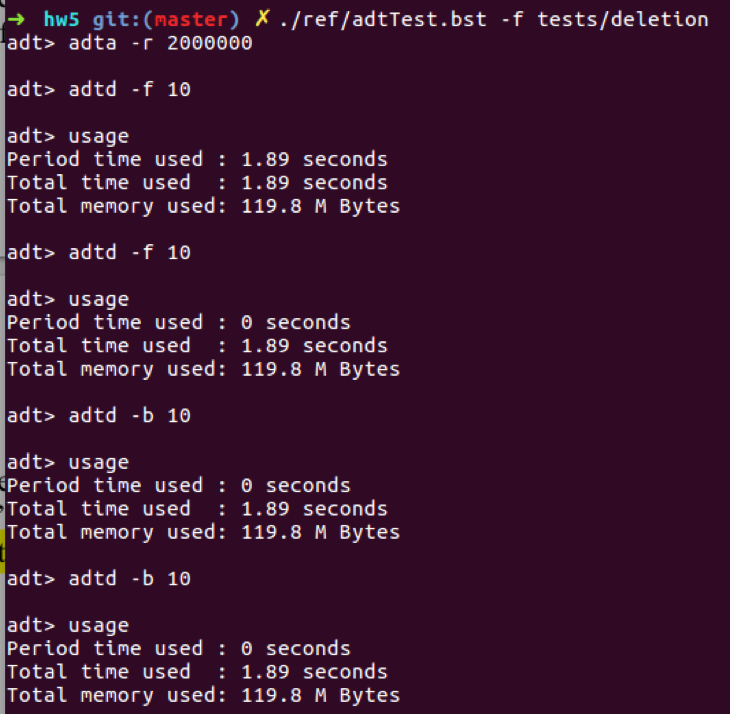 ➜ hw5 git:(master) ✗ ./ref/adtTest.bst -f tests/deletion
adt> adta -r 2000000
adt> adtd -f 10
adt> usage
Period time used : 1.89 seconds
Total time used  : 1.89 seconds
Total memory used: 119.8 M Bytes
adt> adtd -f 10
adt> usage
Period time used : 0 seconds
Total time used  : 1.89 seconds
Total memory used: 119.8 M Bytes
adt> adtd -b 10
adt> usage
Period time used : 0 seconds
Total time used  : 1.89 seconds
Total memory used: 119.8 M Bytes
adt> adtd -b 10
adt> usage
Period time used : 0 seconds
Total time used  : 1.89 seconds
Total memory used: 119.8 M Bytes